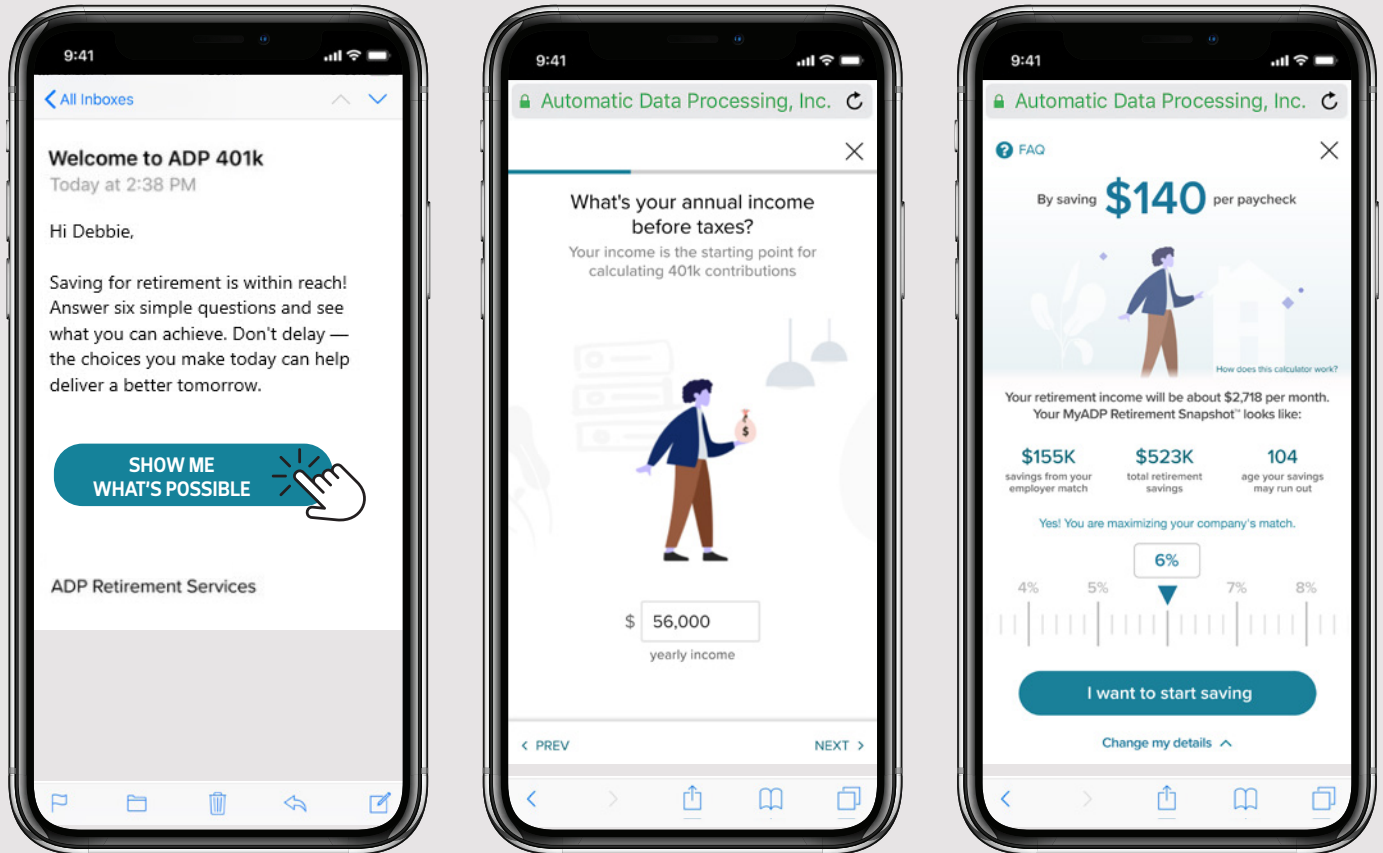 9:41
All Inboxes
Welcome to ADP 401k
Today at 2:38 PM
Hi Debbie,
Saving for retirement is within reach!
Answer six simple questions and see
what you can achieve. Don't delay —
the choices you make today can help
deliver a better tomorrow.
SHOW ME
WHAT'S POSSIBLE
ADP Retirement Services
9:41
Automatic Data Processing, Inc.
What's your annual income
before taxes?
Your income is the starting point for
calculating 401k contributions
$
$ 56,000
yearly income
< PREV
NEXT >
9:41
Automatic Data Processing, Inc.
? FAQ
By saving $140 per paycheck
How does this calculator work?
Your retirement income will be about $2,718 per month.
Your MyADP Retirement Snapshot℠ looks like:
$155K $523K 104
savings from your total retirement age your savings
employer match savings may run out
Yes! You are maximizing your company's match.
6%
4% 5% 7% 8%
I want to start saving
Change my details